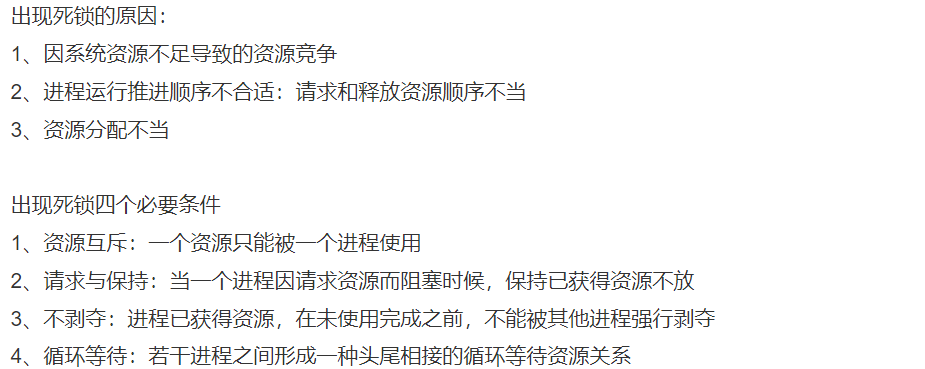 出现死锁的原因：
1、因系统资源不足导致的资源竞争
2、进程运行推进顺序不合适：请求和释放资源顺序不当
3、资源分配不当
出现死锁四个必要条件
1、资源互斥：一个资源只能被一个进程使用
2、请求与保持：当一个进程因请求资源而阻塞时候，保持已获得资源不放
3、不剥夺：进程已获得资源，在未使用完成之前，不能被其他进程强行剥夺
4、循环等待：若干进程之间形成一种头尾相接的循环等待资源关系